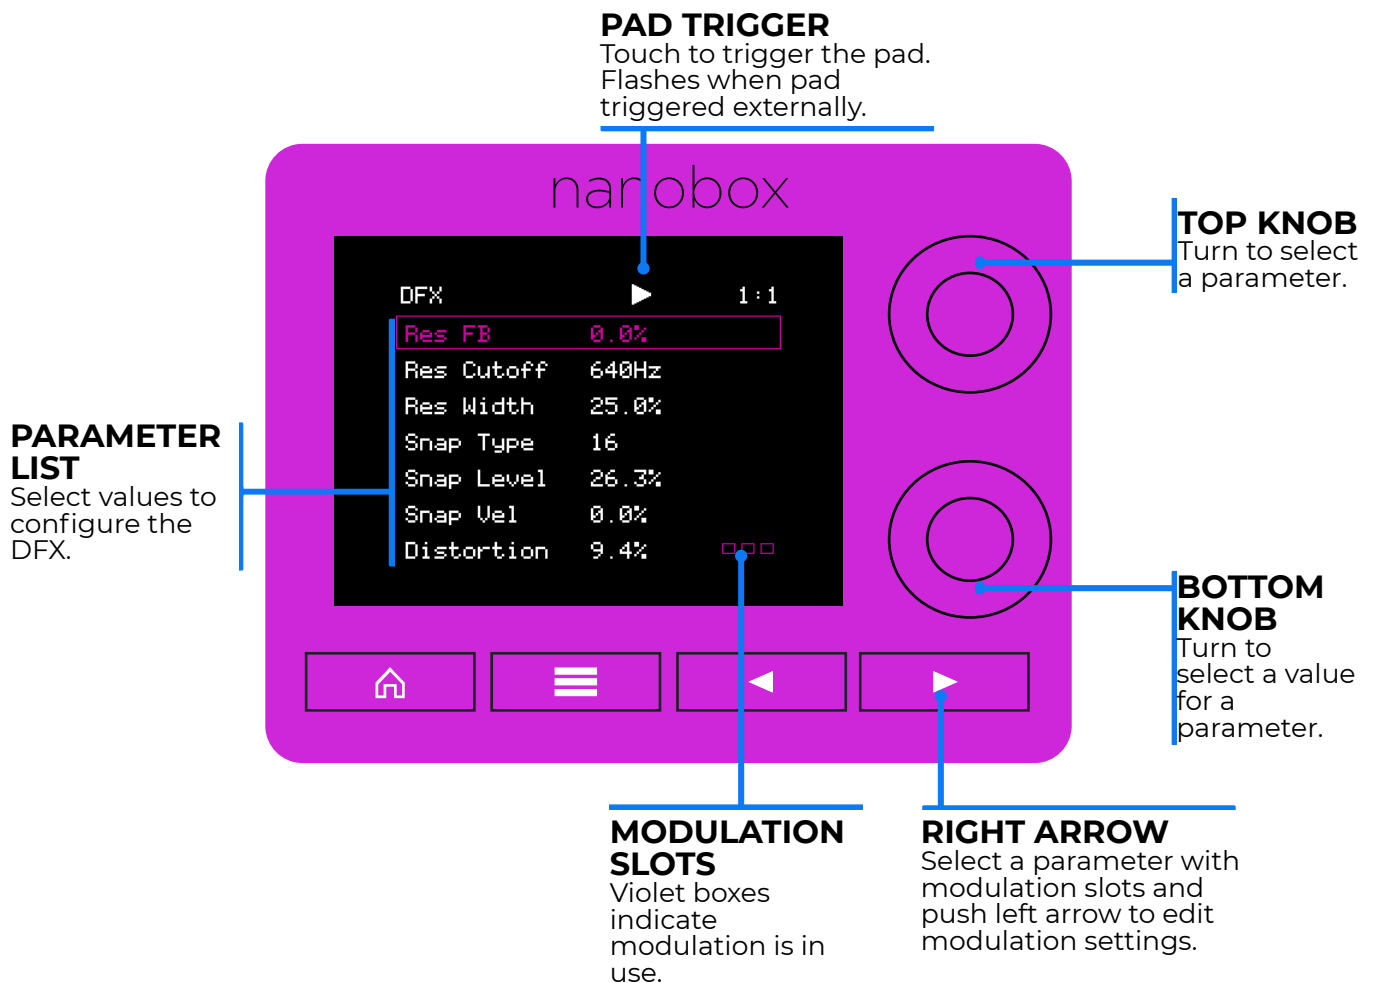 PAD TRIGGER
Touch to trigger the pad.
Flashes when pad
triggered externally.
nanobox
TOP KNOB
Turn to select
a parameter.
DFX 1:1
Res FB 0.0%
Res Cutoff 640Hz
Res Width 25.0%
Snap Type 16
Snap Level 26.3%
Snap Vel 0.0%
Distortion 9.4%
PARAMETER
LIST
Select values to
configure the
DFX.
BOTTOM
KNOB
Turn to
select a value
for a
parameter.
MODULATION
SLOTS
Violet boxes
indicate
modulation is in
use.
RIGHT ARROW
Select a parameter with
modulation slots and
push left arrow to edit
modulation settings.